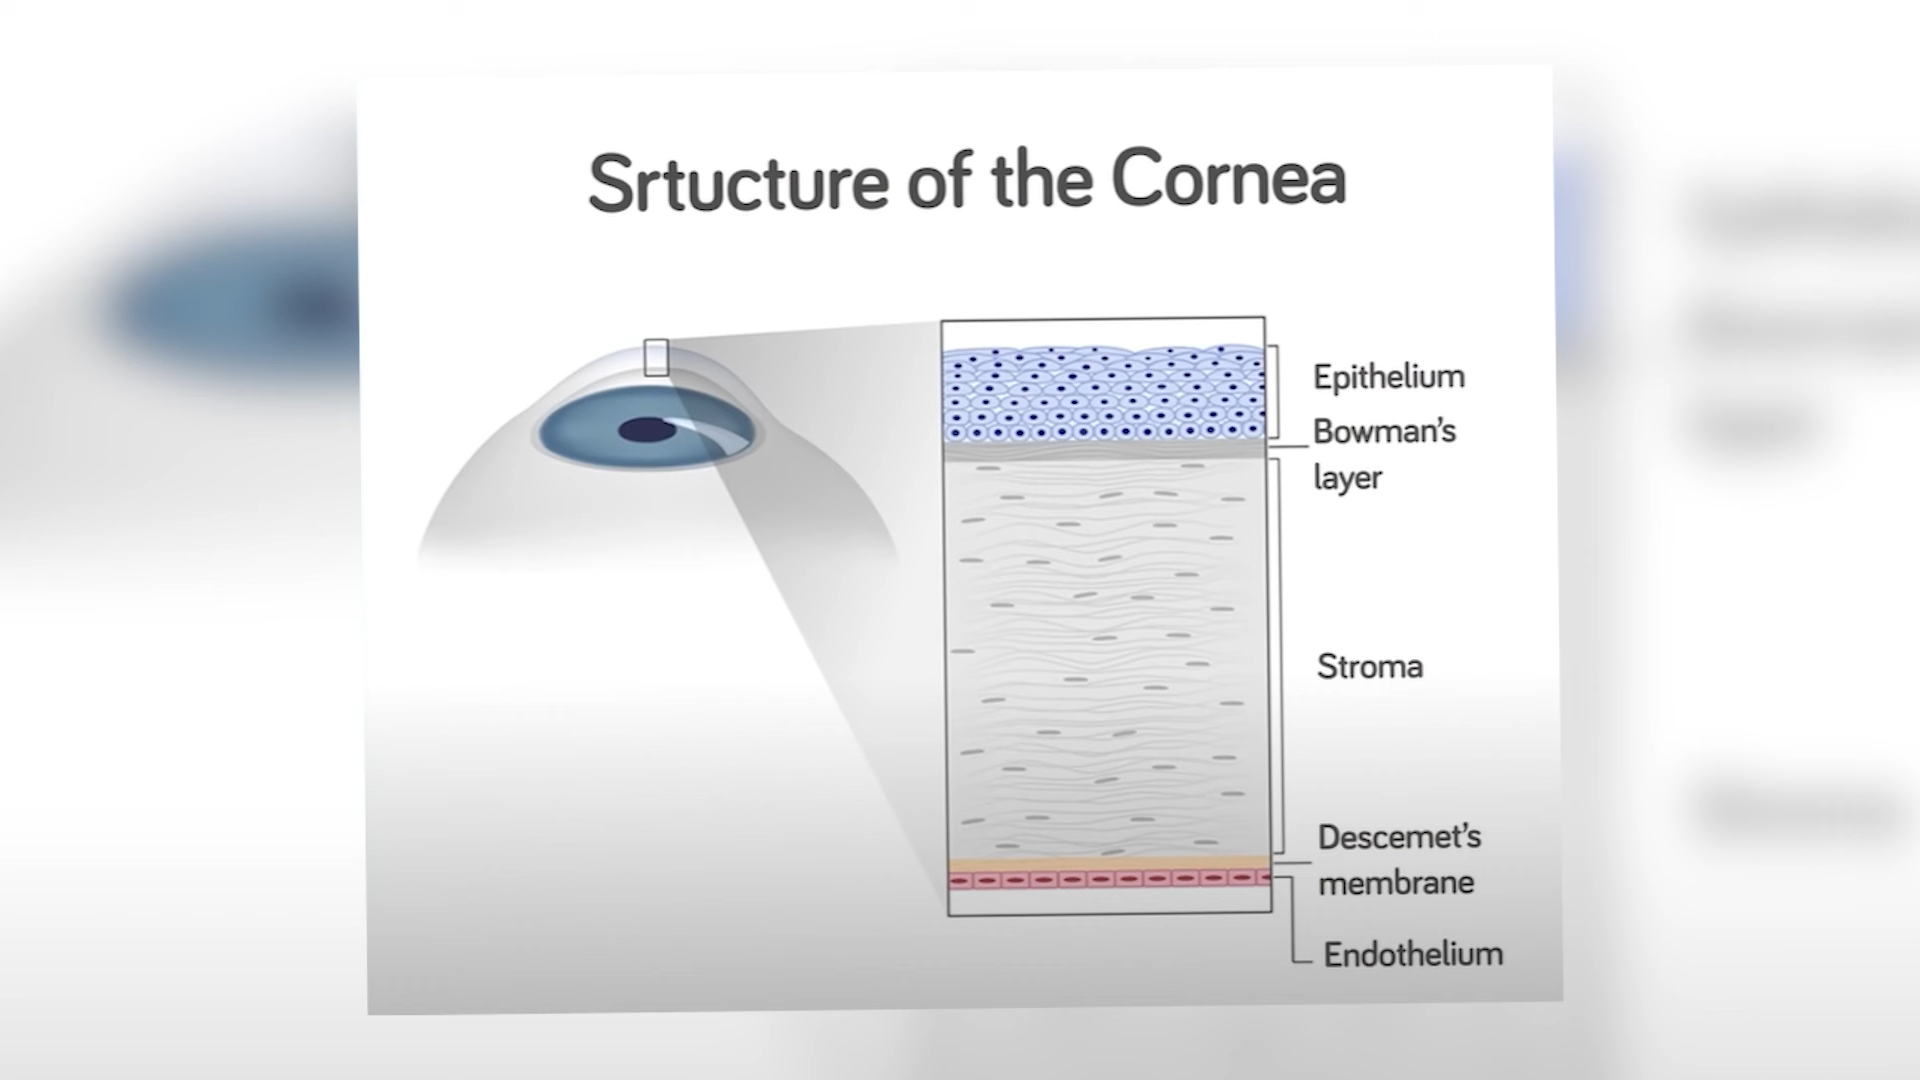 Srtucture of the Cornea
Epithelium
Bowman's
layer
Stroma
Descemet's
membrane
Endothelium